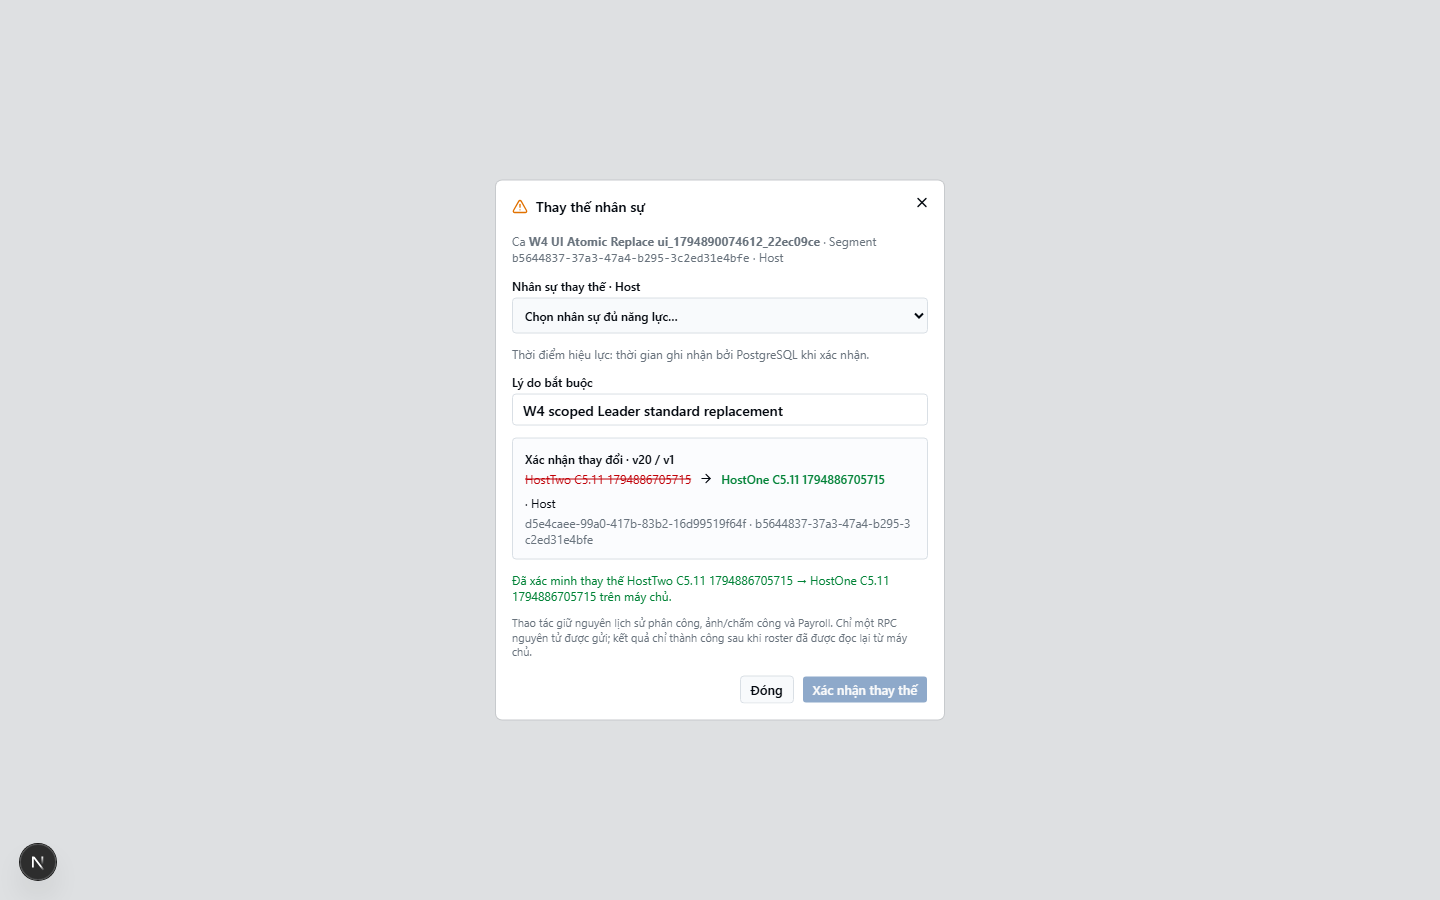 Thay thế nhân sự
Ca W4 UI Atomic Replace ui_1794890074612_22ec09ce · Segment
b5644837-37a3-47a4-b295-3c2ed31e4bfe · Host
Nhân sự thay thế · Host
Chọn nhân sự đủ năng lực...
Thời điểm hiệu lực: thời gian ghi nhận bởi PostgreSQL khi xác nhận.
Lý do bắt buộc
W4 scoped Leader standard replacement
Xác nhận thay đổi · v20 / v1
HostTwo C5.11 1794886705715 → HostOne C5.11 1794886705715
· Host
d5e4caee-99a0-417b-83b2-16d99519f64f · b5644837-37a3-47a4-b295-3
c2ed31e4bfe
Đã xác minh thay thế HostTwo C5.11 1794886705715 → HostOne C5.11
1794886705715 trên máy chủ.
Thao tác giữ nguyên lịch sử phân công, ảnh/chấm công và Payroll. Chỉ một RPC
nguyên tử được gửi; kết quả chỉ thành công sau khi roster đã được đọc lại từ máy
chủ.
Đóng
Xác nhận thay thế
N